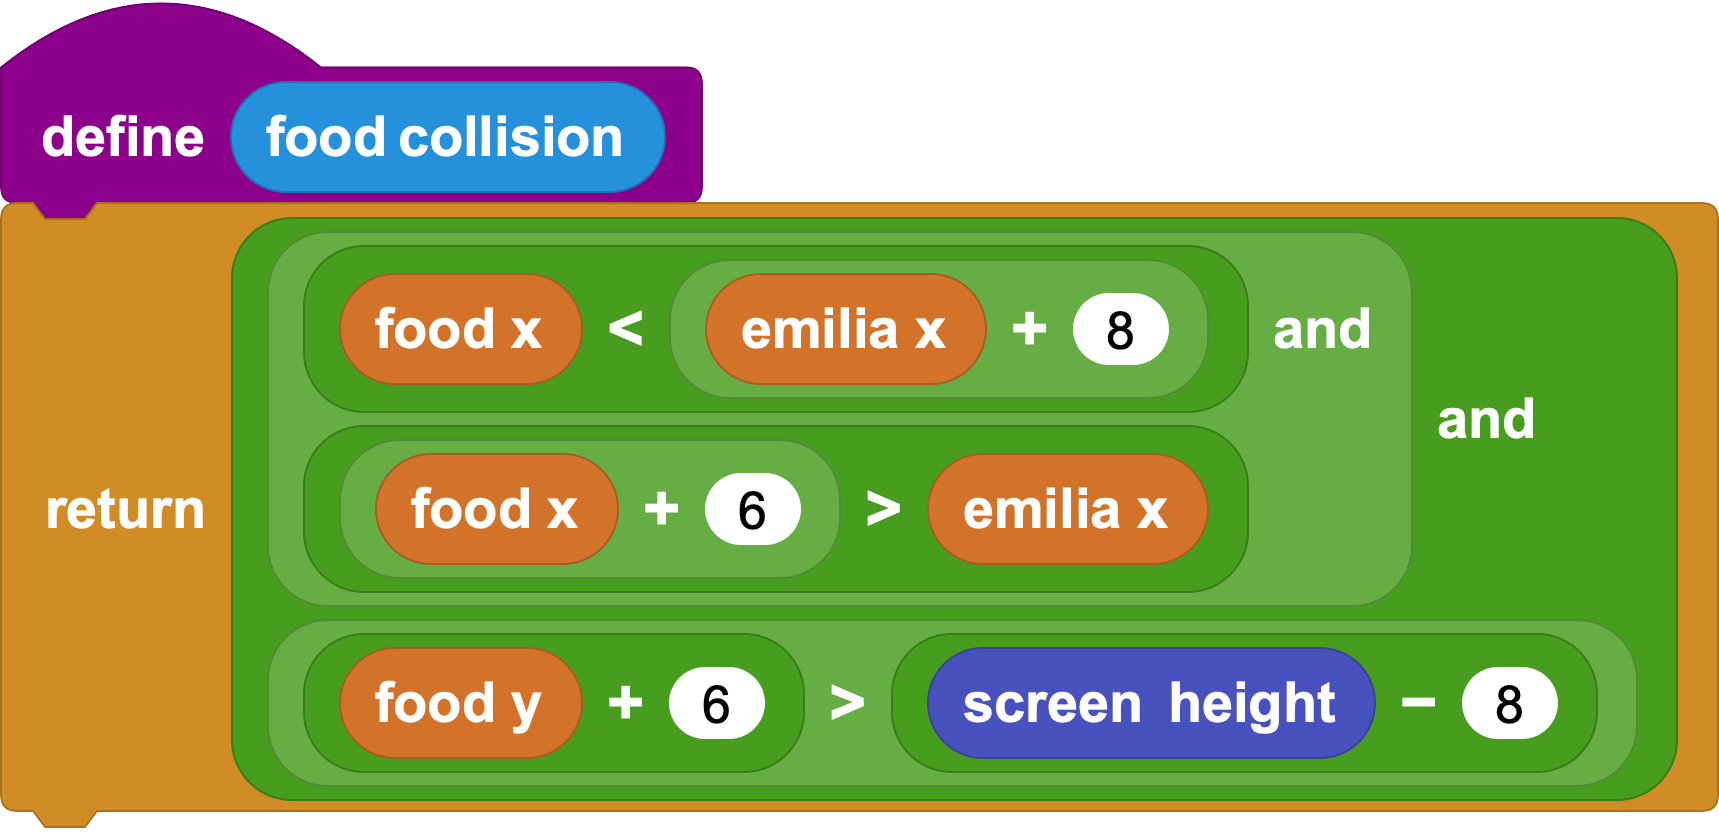 define food collision
food x < emilia x + 8 and
and
return food x + 6 > emilia x
food y + 6 > screen height − 8